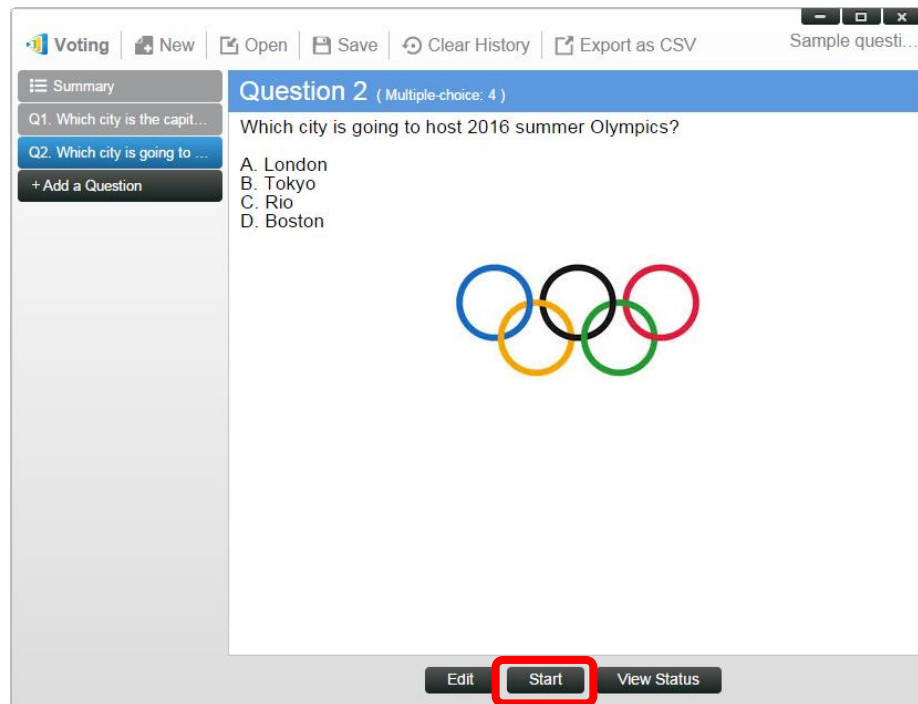 Voting New Open Save Clear History Export as CSV Sample questi...
Summary
Q1. Which city is the capit...
Q2. Which city is going to ...
+ Add a Question
Question 2 ( Multiple-choice: 4 )
Which city is going to host 2016 summer Olympics?
A. London
B. Tokyo
C. Rio
D. Boston
Edit Start View Status